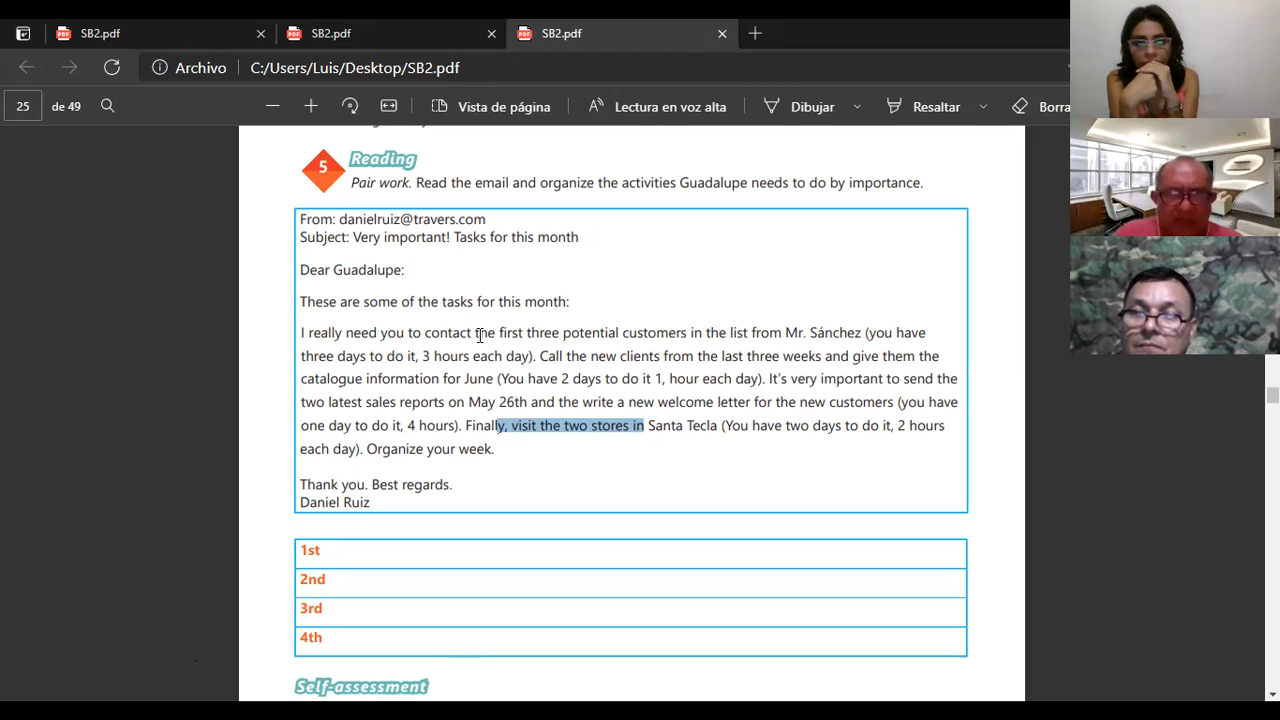 SB2.pdf
SB2.pdf
SB2.pdf
Archivo
C:/Users/Luis/Desktop/SB2.pdf
25
de 49
Vista de página
Lectura en voz alta
Dibujar
Resaltar
Borra
5
Reading
Pair work. Read the email and organize the activities Guadalupe needs to do by importance.
From: danielruiz@travers.com
Subject: Very important! Tasks for this month
Dear Guadalupe:
These are some of the tasks for this month:
I really need you to contact the first three potential customers in the list from Mr. Sánchez (you have
three days to do it, 3 hours each day). Call the new clients from the last three weeks and give them the
catalogue information for June (You have 2 days to do it 1, hour each day). It’s very important to send the
two latest sales reports on May 26th and the write a new welcome letter for the new customers (you have
one day to do it, 4 hours). Finally, visit the two stores in Santa Tecla (You have two days to do it, 2 hours
each day). Organize your week.
Thank you. Best regards.
Daniel Ruiz
1st
2nd
3rd
4th
Self-assessment